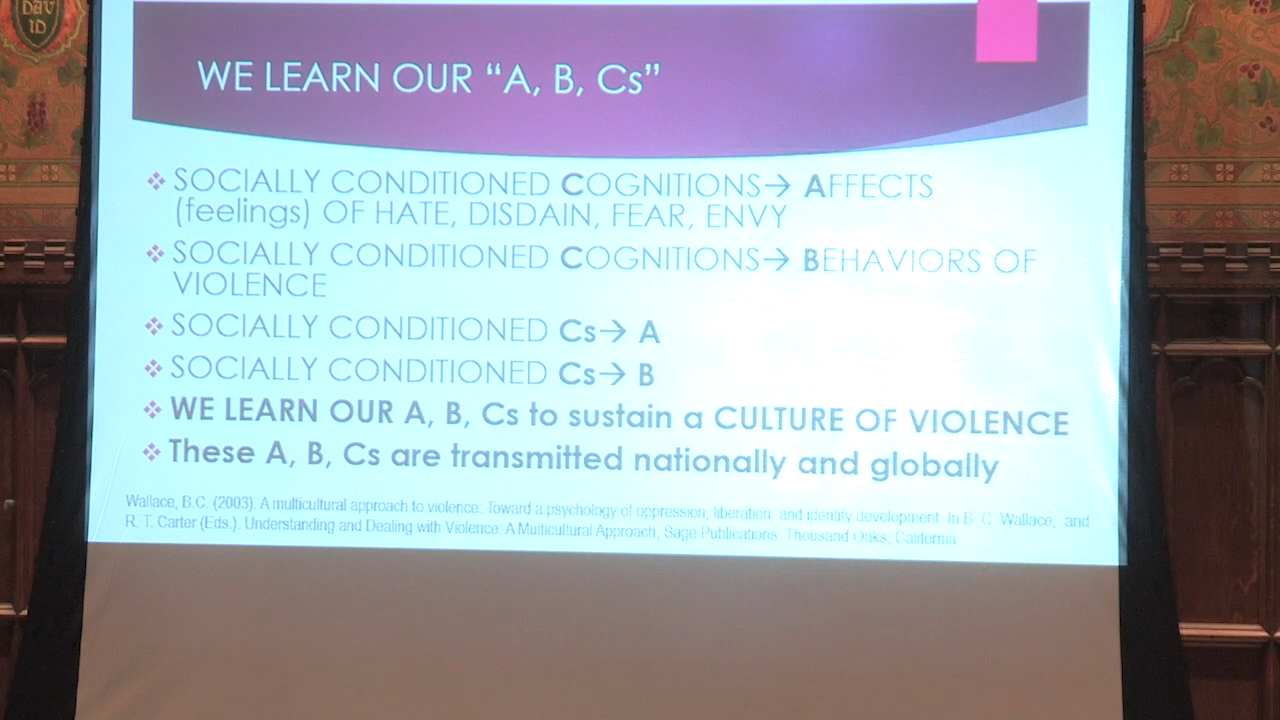 DAV
ID
WE LEARN OUR “A, B, Cs”
❖ SOCIALLY CONDITIONED COGNITIONS→ AFFECTS
(feelings) OF HATE, DISDAIN, FEAR, ENVY
❖ SOCIALLY CONDITIONED COGNITIONS→ BEHAVIORS OF
VIOLENCE
❖ SOCIALLY CONDITIONED Cs→ A
❖ SOCIALLY CONDITIONED Cs→ B
❖ WE LEARN OUR A, B, Cs to sustain a CULTURE OF VIOLENCE
❖ These A, B, Cs are transmitted nationally and globally
Wallace, B.C. (2003). A multicultural approach to violence: Toward a psychology of oppression, liberation, and identity development. In B. C. Wallace, and
R. T. Carter (Eds.). Understanding and Dealing with Violence: A Multicultural Approach, Sage Publications: Thousand Oaks, California.